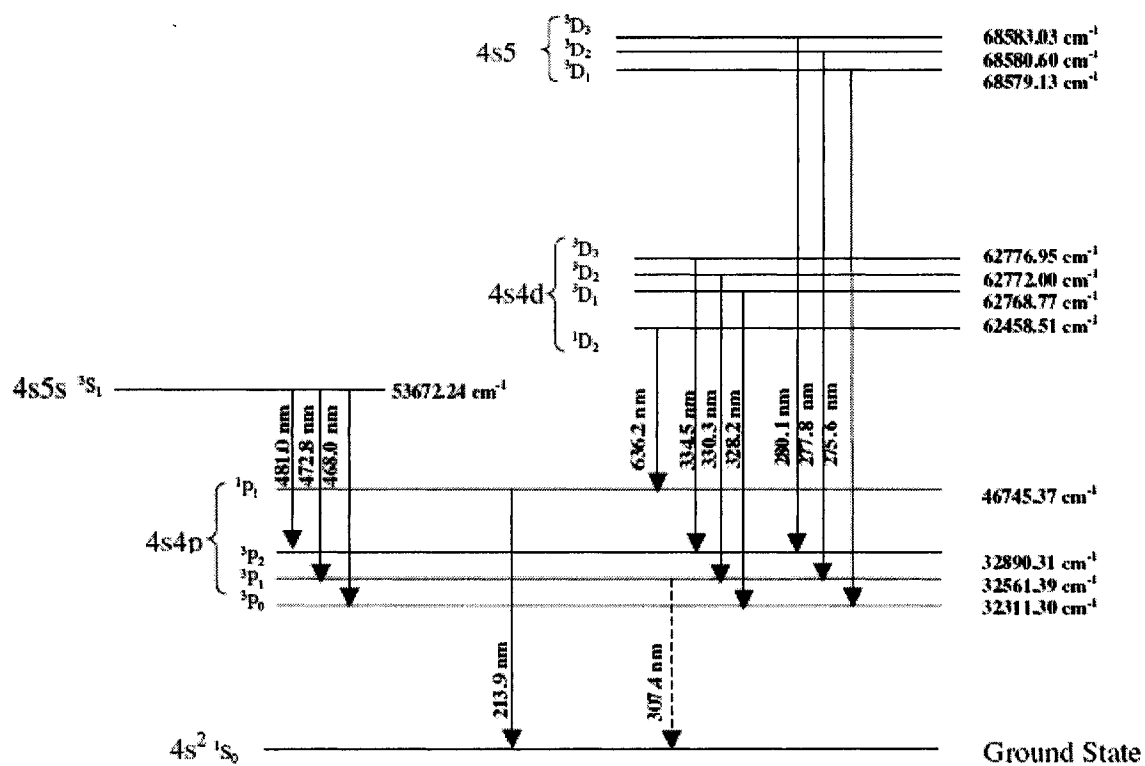 ³D₃
68583.03 cm⁻¹
4s5
³D₂
68580.60 cm⁻¹
³D₁
68579.13 cm⁻¹
³D₃
62776.95 cm⁻¹
³D₂
62772.00 cm⁻¹
4s4d
³D₁
62768.77 cm⁻¹
62458.51 cm⁻¹
¹D₂
4s5s ³S₁
53672.24 cm⁻¹
481.0 nm
472.8 nm
468.0 nm
636.2 nm
334.5 nm
330.3 nm
328.2 nm
280.1 nm
277.8 nm
275.6 nm
¹P₁
46745.37 cm⁻¹
4s4p
³P₂
32890.31 cm⁻¹
³P₁
32561.39 cm⁻¹
³P₀
32311.30 cm⁻¹
213.9 nm
307.4 nm
4s² ¹S₀
Ground State